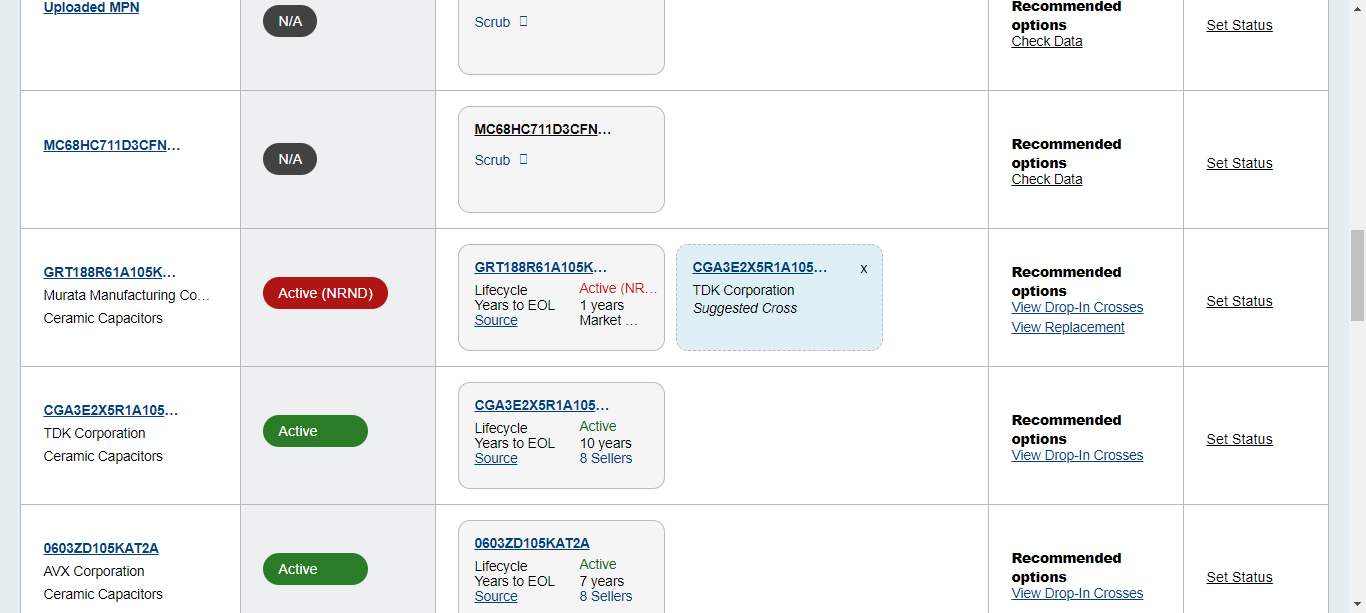 Uploaded MPN
N/A
Scrub
Recommended
options
Check Data
Set Status
MC68HC711D3CFN…
N/A
MC68HC711D3CFN…
Scrub
Recommended
options
Check Data
Set Status
GRT188R61A105K…
Murata Manufacturing Co…
Ceramic Capacitors
Active (NRND)
GRT188R61A105K…
Lifecycle Active (NR…
Years to EOL 1 years
Source Market …
CGA3E2X5R1A105… x
TDK Corporation
Suggested Cross
Recommended
options
View Drop-In Crosses
View Replacement
Set Status
CGA3E2X5R1A105…
TDK Corporation
Ceramic Capacitors
Active
CGA3E2X5R1A105…
Lifecycle Active
Years to EOL 10 years
Source 8 Sellers
Recommended
options
View Drop-In Crosses
Set Status
0603ZD105KAT2A
AVX Corporation
Ceramic Capacitors
Active
0603ZD105KAT2A
Lifecycle Active
Years to EOL 7 years
Source 8 Sellers
Recommended
options
View Drop-In Crosses
Set Status